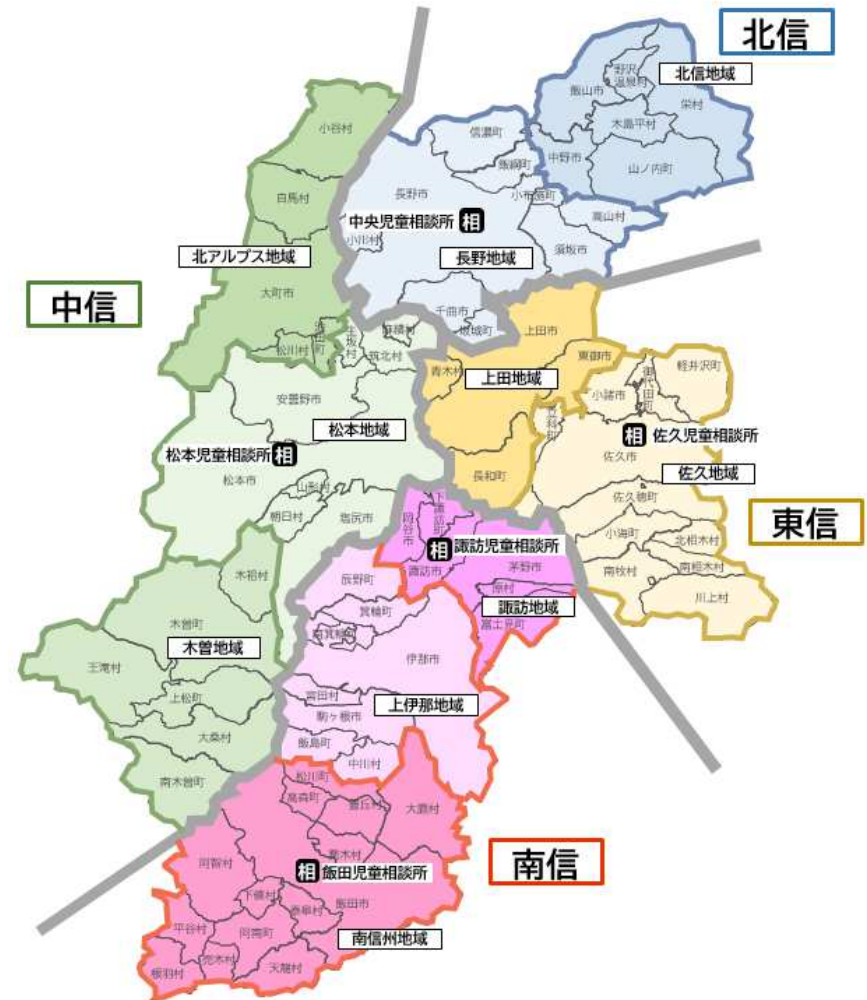 北信
北信地域
野沢
温泉村
飯山市
栄村
木島平村
中野市
山ノ内町
信濃町
飯綱町
長野市
小布施町
高山村
中央児童相談所 相
小川村
須坂市
長野地域
千曲市
坂城町
小谷村
白馬村
北アルプス地域
大町市
松川村
池田町
中信
生坂村
麻績村
筑北村
安曇野市
松本地域
松本児童相談所 相
松本市
山形村
朝日村
塩尻市
上田市
東御市
青木村
上田地域
長和町
軽井沢町
御代田町
小諸市
立科町
相 佐久児童相談所
佐久市
佐久地域
佐久穂町
小海町
北相木村
南相木村
南牧村
川上村
東信
下諏訪町
岡谷市
相 諏訪児童相談所
諏訪市
茅野市
原村
諏訪地域
富士見町
木祖村
木曽町
木曽地域
王滝村
上松町
大桑村
南木曽町
辰野町
箕輪町
南箕輪村
伊那市
宮田村
上伊那地域
駒ヶ根市
飯島町
中川村
松川町
高森町
豊丘村
大鹿村
喬木村
阿智村
相 飯田児童相談所
下條村
泰阜村
飯田市
平谷村
阿南町
南信州地域
売木村
根羽村
天龍村
南信